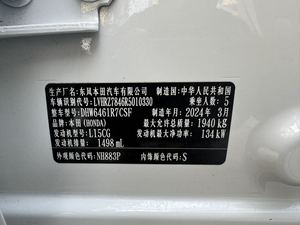 生产厂名:东风本田汽车有限公司 制造国:中华人民共和国
车辆识别代号:LVHRZ7846R5010330 乘坐人数:5
整车型号:DHW6461R7CSF 制造年月:2024年 3月
品牌:本田(HONDA) 最大允许总质量:1940kg
发动机型号:L15CG 发动机最大净功率:134kW
发动机排量:1498 mL
外观颜色代码:NH883P 内饰颜色代码:S